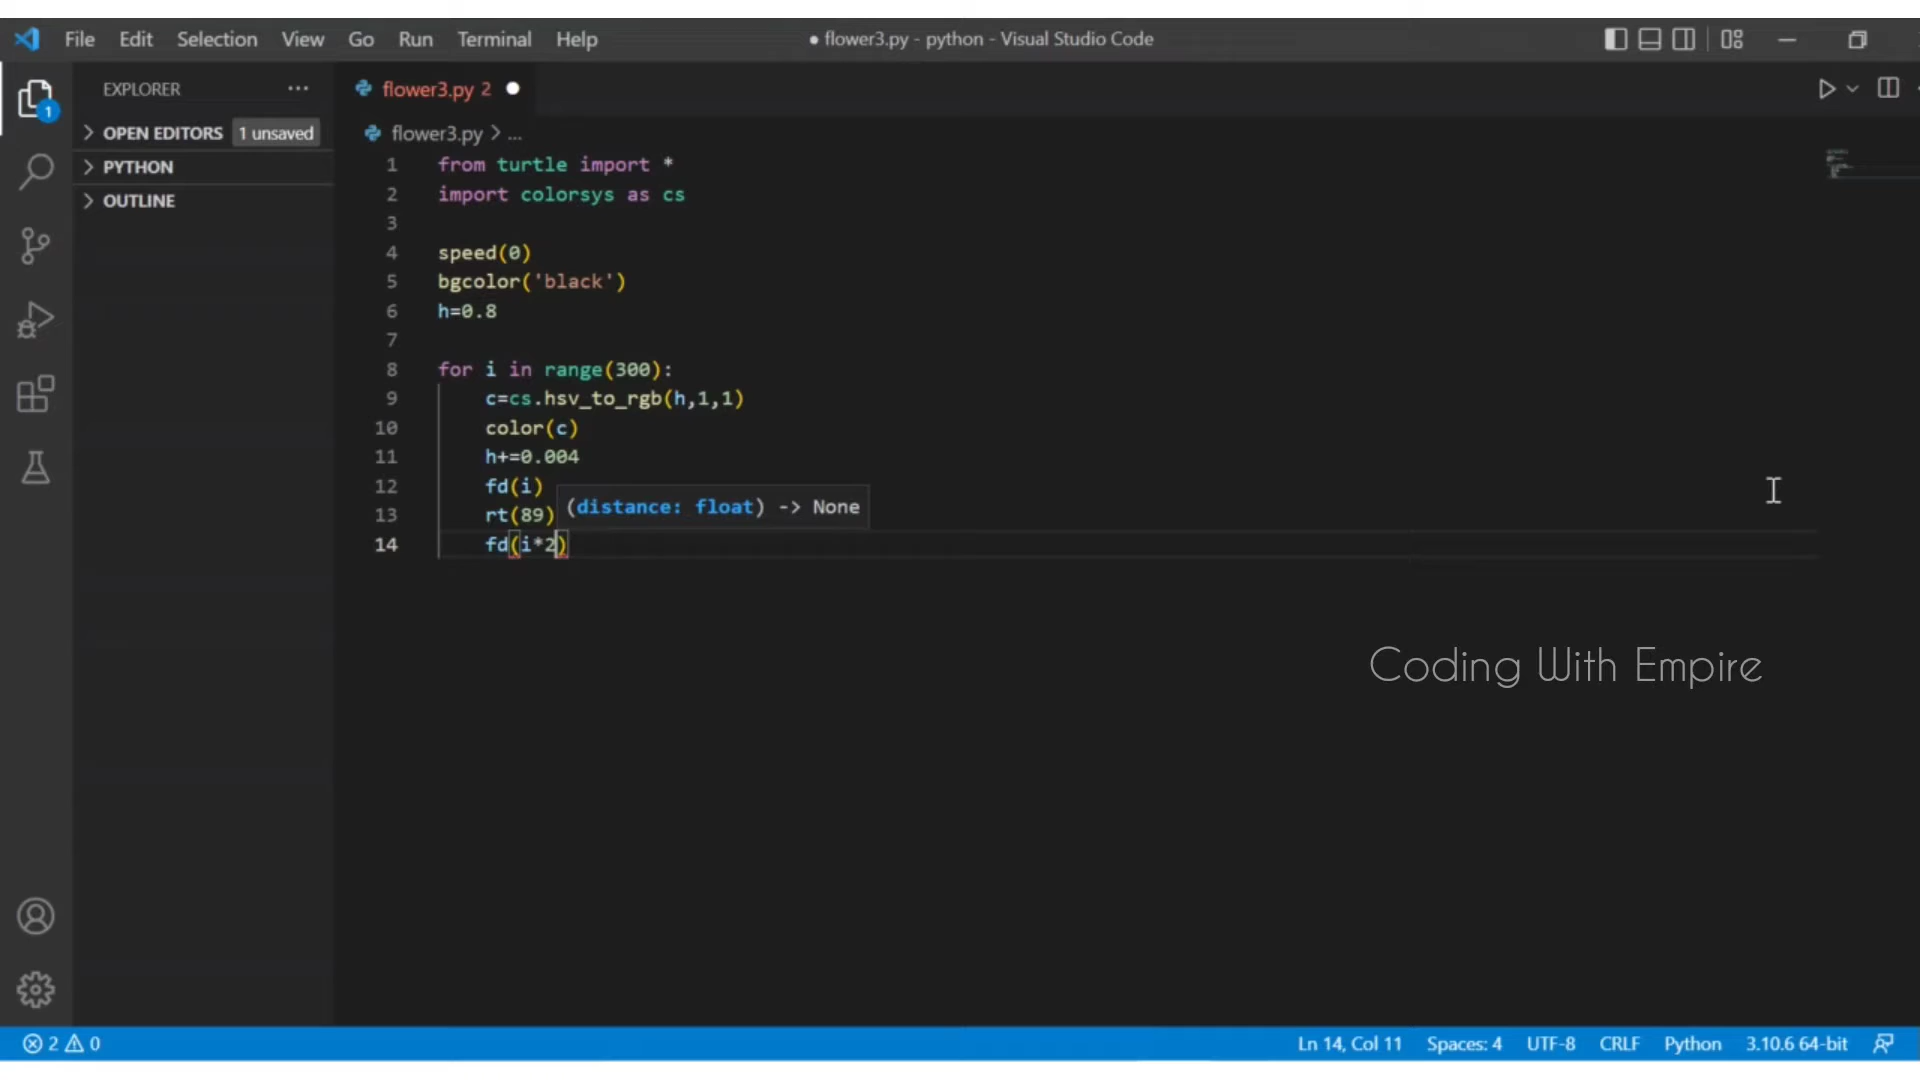 File Edit Selection View Go Run Terminal Help
● flower3.py - python - Visual Studio Code
EXPLORER ...
flower3.py 2 ●
1
OPEN EDITORS 1 unsaved
PYTHON
OUTLINE
flower3.py > ...
1 from turtle import *
2 import colorsys as cs
3
4 speed(0)
5 bgcolor('black')
6 h=0.8
7
8 for i in range(300):
9 c=cs.hsv_to_rgb(h,1,1)
10 color(c)
11 h+=0.004
12 fd(i)
(distance: float) -> None
13 rt(89)
14 fd(i*2)
Coding With Empire
2 0
Ln 14, Col 11 Spaces: 4 UTF-8 CRLF Python 3.10.6 64-bit